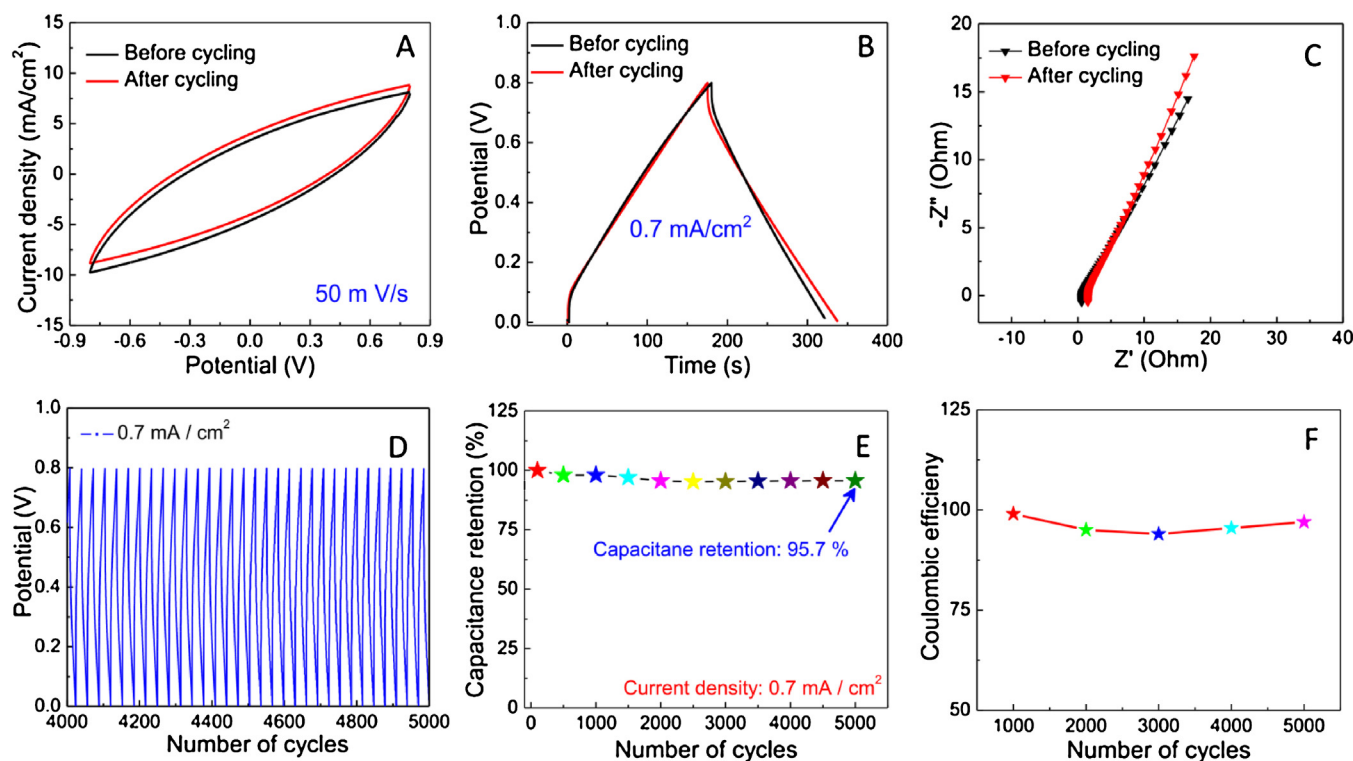 A
Before cycling
After cycling
50 m V/s
Current density (mA/cm²)
15
10
5
0
-5
-10
-15
-0.9 -0.6 -0.3 0.0 0.3 0.6 0.9
Potential (V)
B
Befor cycling
After cycling
0.7 mA/cm²
Potential (V)
1.0
0.8
0.6
0.4
0.2
0.0
0 100 200 300 400
Time (s)
C
Before cycling
After cycling
-Z" (Ohm)
20
15
10
5
0
-10 0 10 20 30 40
Z' (Ohm)
D
0.7 mA / cm²
Potential (V)
1.0
0.8
0.6
0.4
0.2
0.0
4000 4200 4400 4600 4800 5000
Number of cycles
E
Capacitane retention: 95.7 %
Current density: 0.7 mA / cm²
Capacitance retention (%)
125
100
75
50
25
0
0 1000 2000 3000 4000 5000
Number of cycles
F
Coulombic efficieny
125
100
75
50
1000 2000 3000 4000 5000
Number of cycles